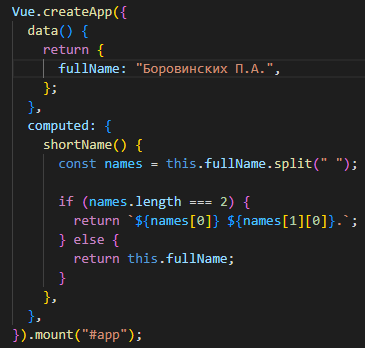 Vue.createApp({
data() {
return {
fullName: "Боровинских П.А.",
};
},
computed: {
shortName() {
const names = this.fullName.split(" ");
if (names.length === 2) {
return `${names[0]} ${names[1][0]}.`;
} else {
return this.fullName;
}
},
},
}).mount("#app");